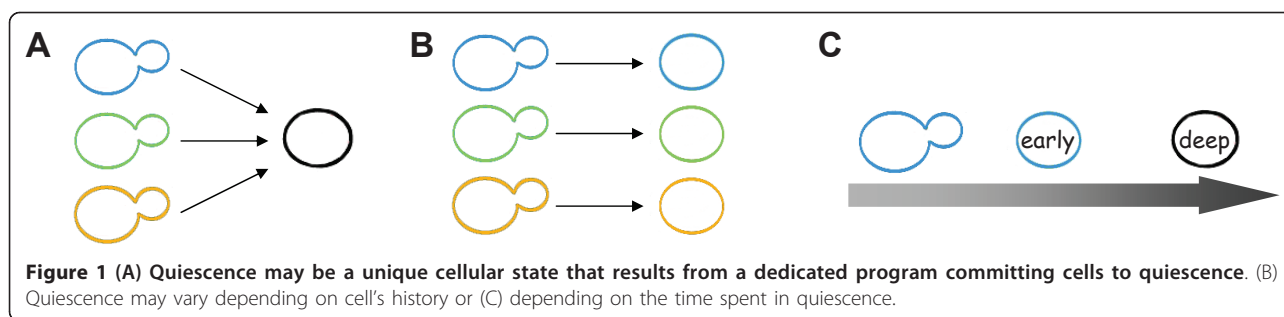 A
B
C
early
deep
Figure 1 (A) Quiescence may be a unique cellular state that results from a dedicated program committing cells to quiescence. (B)
Quiescence may vary depending on cell's history or (C) depending on the time spent in quiescence.